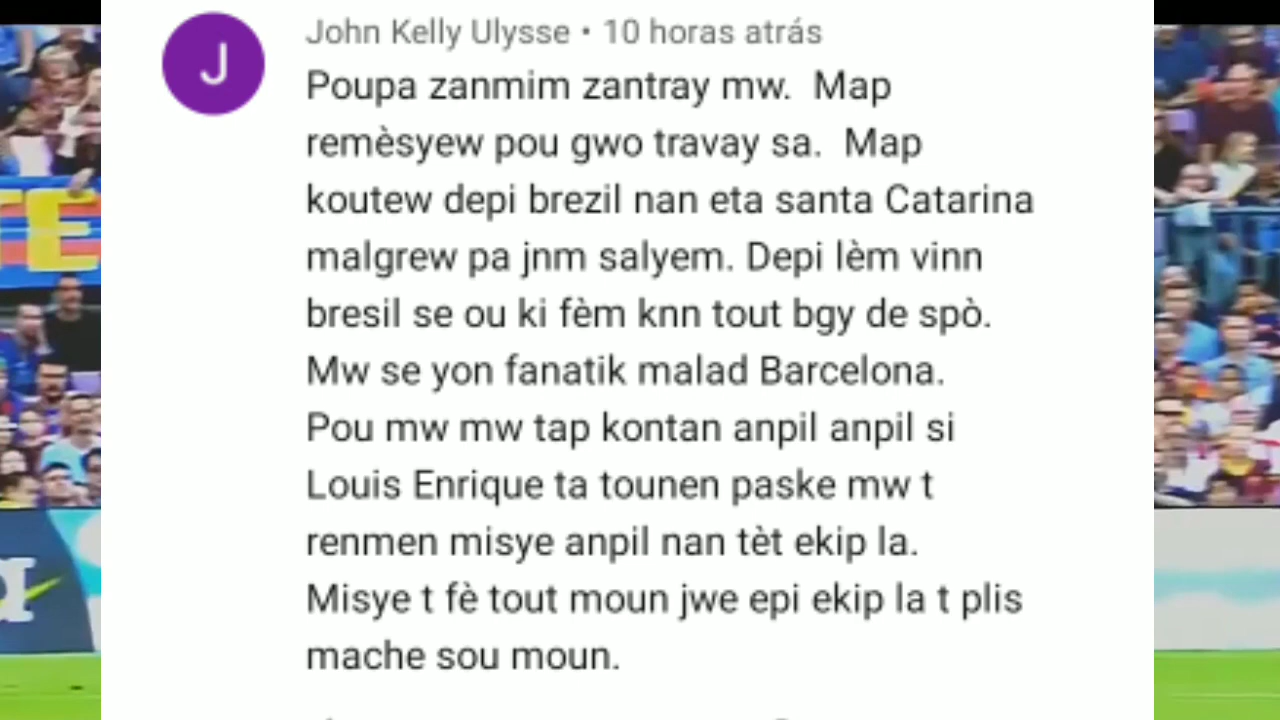 John Kelly Ulysse • 10 horas atrás
J
Poupa zanmim zantray mw. Map
remèsyew pou gwo travay sa. Map
koutew depi brezil nan eta santa Catarina
malgrew pa jnm salyem. Depi lèm vinn
bresil se ou ki fèm knn tout bgy de spò.
Mw se yon fanatik malad Barcelona.
Pou mw mw tap kontan anpil anpil si
Louis Enrique ta tounen paske mw t
renmen misye anpil nan tèt ekip la.
Misye t fè tout moun jwe epi ekip la t plis
mache sou moun.